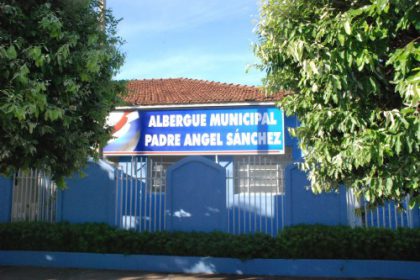 ALBERGUE MUNICIPAL
PADRE ANGEL SÁNCHEZ